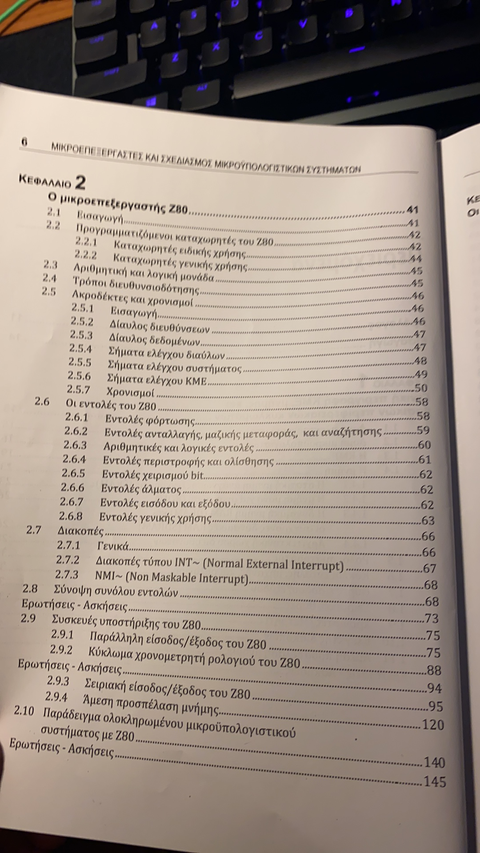 6 ΜΙΚΡΟΕΠΕΞΕΡΓΑΣΤΕΣ ΚΑΙ ΣΧΕΔΙΑΣΜΟΣ ΜΙΚΡΟΫΠΟΛΟΓΙΣΤΙΚΩΝ ΣΥΣΤΗΜΑΤΩΝ
ΚΕΦΑΛΑΙΟ 2
Ο μικροεπεξεργαστής Z80 41
2.1 Εισαγωγή 41
2.2 Προγραμματιζόμενοι καταχωρητές του Z80 42
2.2.1 Καταχωρητές ειδικής χρήσης 42
2.2.2 Καταχωρητές γενικής χρήσης 44
2.3 Αριθμητική και λογική μονάδα 45
2.4 Τρόποι διευθυνσιοδότησης 45
2.5 Ακροδέκτες και χρονισμοί 46
2.5.1 Εισαγωγή 46
2.5.2 Δίαυλος διευθύνσεων 46
2.5.3 Δίαυλος δεδομένων 47
2.5.4 Σήματα ελέγχου διαύλων 47
2.5.5 Σήματα ελέγχου συστήματος 48
2.5.6 Σήματα ελέγχου ΚΜΕ 49
2.5.7 Χρονισμοί 50
2.6 Οι εντολές του Z80 58
2.6.1 Εντολές φόρτωσης 58
2.6.2 Εντολές ανταλλαγής, μαζικής μεταφοράς, και αναζήτησης 59
2.6.3 Αριθμητικές και λογικές εντολές 60
2.6.4 Εντολές περιστροφής και ολίσθησης 61
2.6.5 Εντολές χειρισμού bit 62
2.6.6 Εντολές άλματος 62
2.6.7 Εντολές εισόδου και εξόδου 62
2.6.8 Εντολές γενικής χρήσης 63
2.7 Διακοπές 66
2.7.1 Γενικά 66
2.7.2 Διακοπές τύπου INT~ (Normal External Interrupt) 67
2.7.3 NMI~ (Non Maskable Interrupt) 68
2.8 Σύνοψη συνόλου εντολών 68
Ερωτήσεις - Ασκήσεις 73
2.9 Συσκευές υποστήριξης του Z80 75
2.9.1 Παράλληλη είσοδος/έξοδος του Z80 75
2.9.2 Κύκλωμα χρονομετρητή ρολογιού του Z80 88
Ερωτήσεις - Ασκήσεις 94
2.9.3 Σειριακή είσοδος/έξοδος του Z80 95
2.9.4 Άμεση προσπέλαση μνήμης 120
2.10 Παράδειγμα ολοκληρωμένου μικροϋπολογιστικού
συστήματος με Z80 140
Ερωτήσεις - Ασκήσεις 145